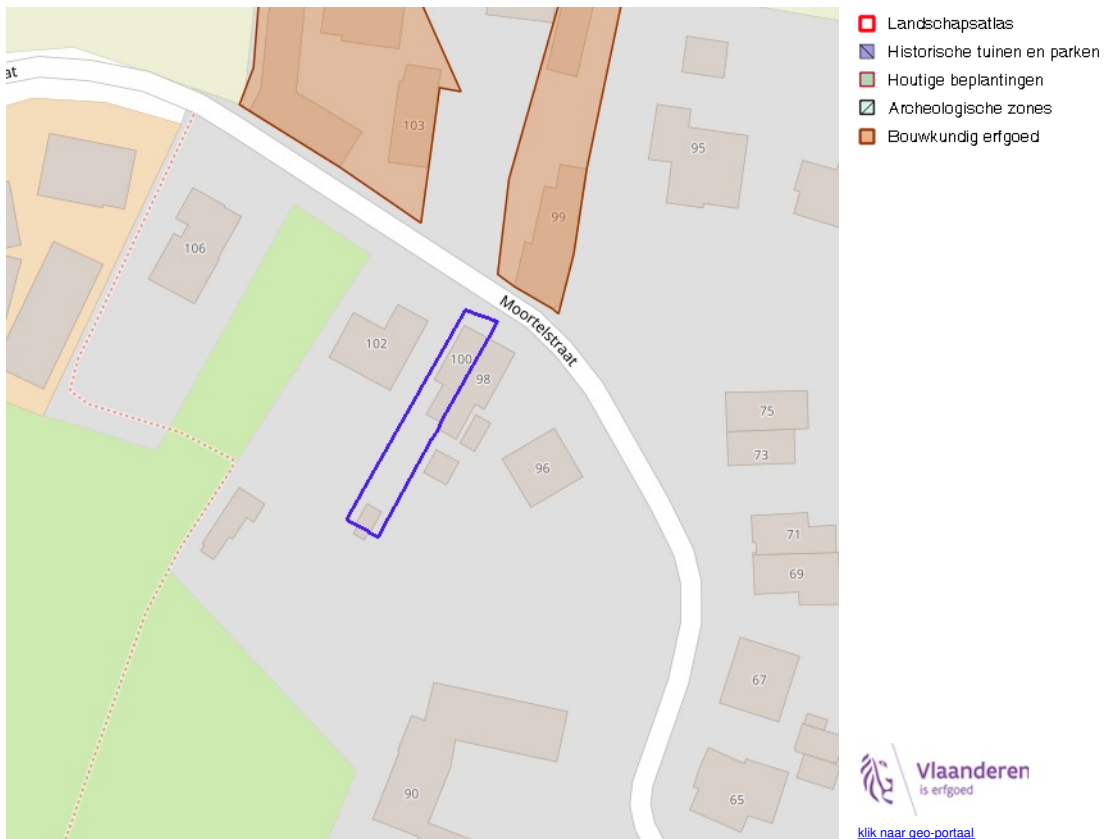 Landschapsatlas
Historische tuinen en parken
Houtige beplantingen
Archeologische zones
Bouwkundig erfgoed
at
103
95
99
106
Moortelstraat
102
100
98
75
73
96
71
69
67
90
65
Vlaanderen
is erfgoed
klik naar geo-portaal